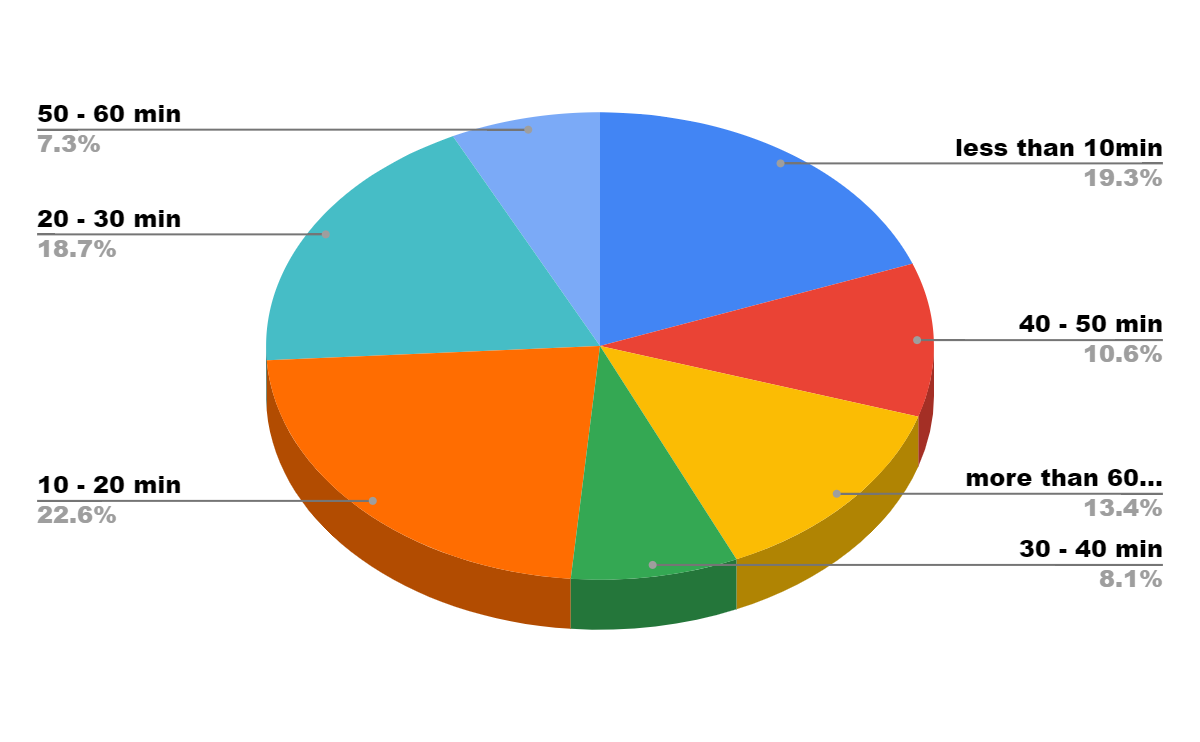 50 - 60 min
7.3%
20 - 30 min
18.7%
10 - 20 min
22.6%
less than 10min
19.3%
40 - 50 min
10.6%
more than 60...
13.4%
30 - 40 min
8.1%